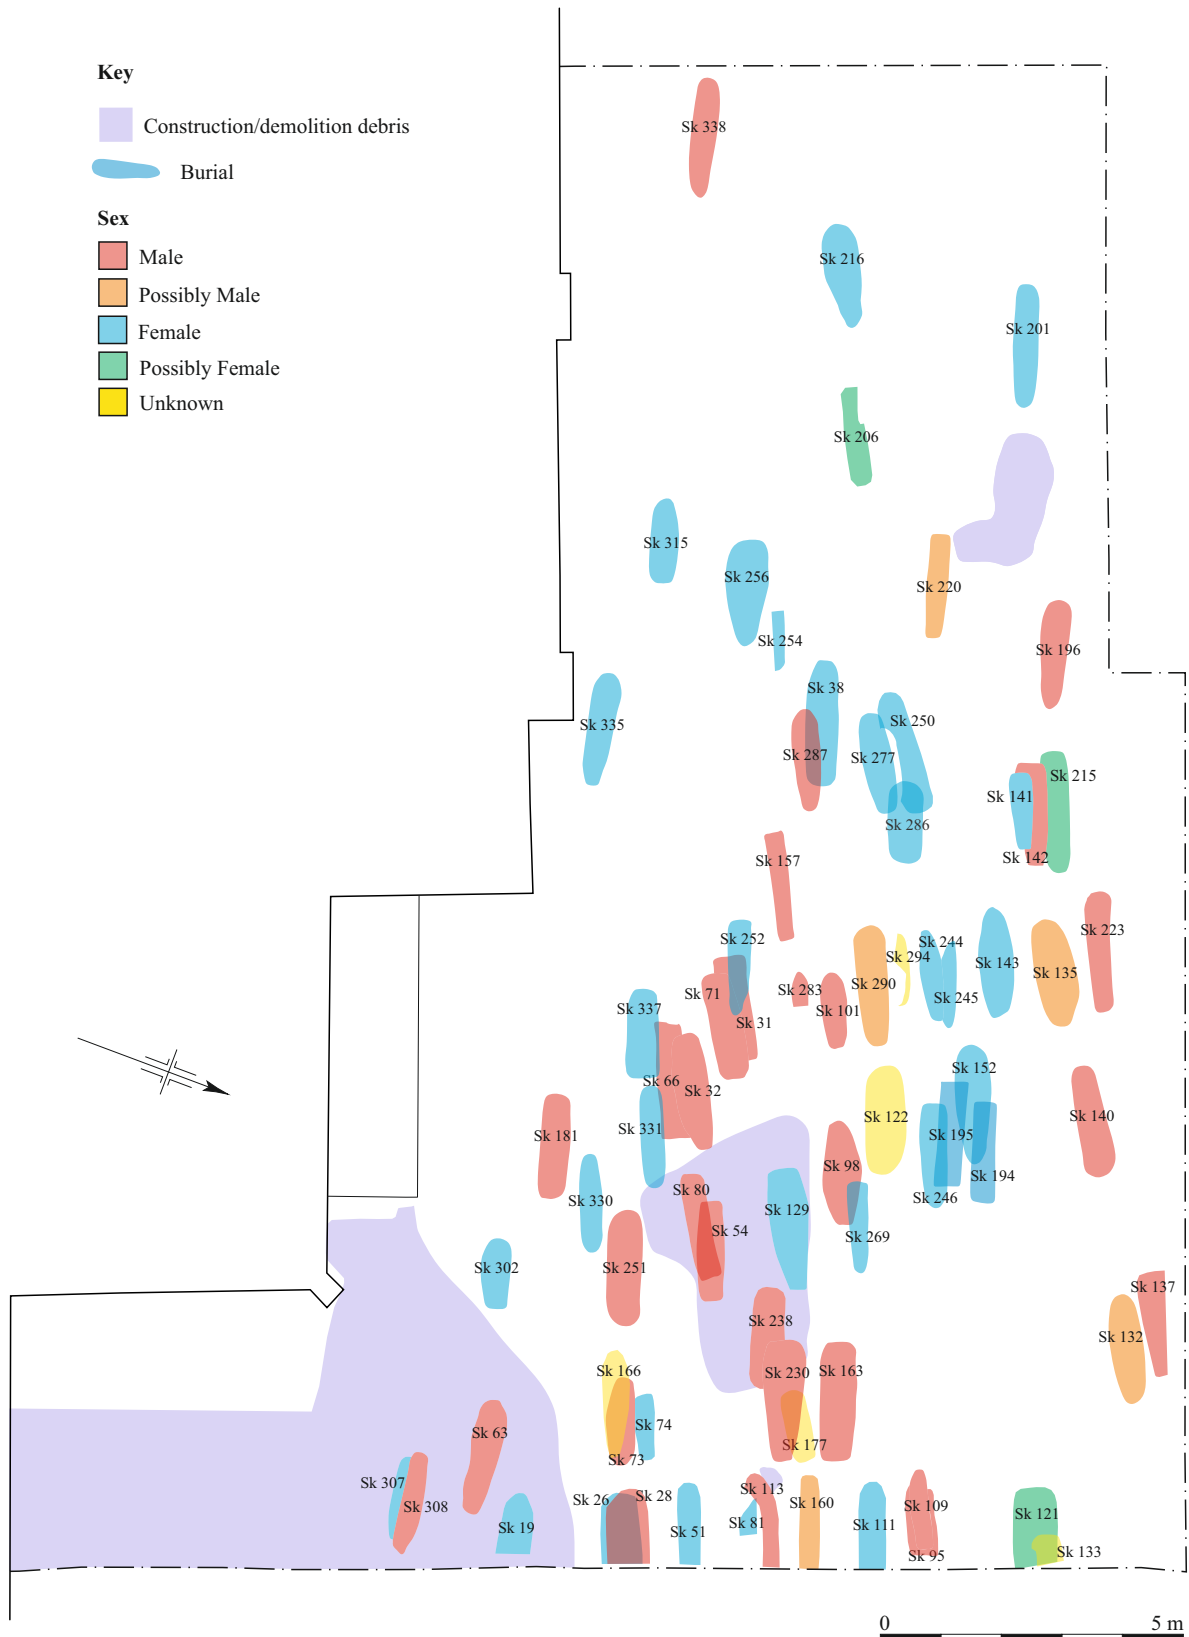 Key
Construction/demolition debris
Burial
Sex
Male
Possibly Male
Female
Possibly Female
Unknown
Sk 338
Sk 216
Sk 201
Sk 206
Sk 315
Sk 256
Sk 220
Sk 254
Sk 196
Sk 38
Sk 335
Sk 250
Sk 287
Sk 277
Sk 215
Sk 141
Sk 286
Sk 142
Sk 157
Sk 252
Sk 244
Sk 223
Sk 294
Sk 143
Sk 135
Sk 290
Sk 71
Sk 283
Sk 245
Sk 337
Sk 101
Sk 31
Sk 152
Sk 66
Sk 32
Sk 122
Sk 140
Sk 181
Sk 331
Sk 195
Sk 98
Sk 194
Sk 80
Sk 330
Sk 246
Sk 129
Sk 54
Sk 269
Sk 302
Sk 251
Sk 137
Sk 238
Sk 132
Sk 166
Sk 230
Sk 163
Sk 74
Sk 63
Sk 177
Sk 73
Sk 307
Sk 113
Sk 28
Sk 26
Sk 160
Sk 308
Sk 109
Sk 121
Sk 81
Sk 111
Sk 19
Sk 51
Sk 133
Sk 95
0 5 m